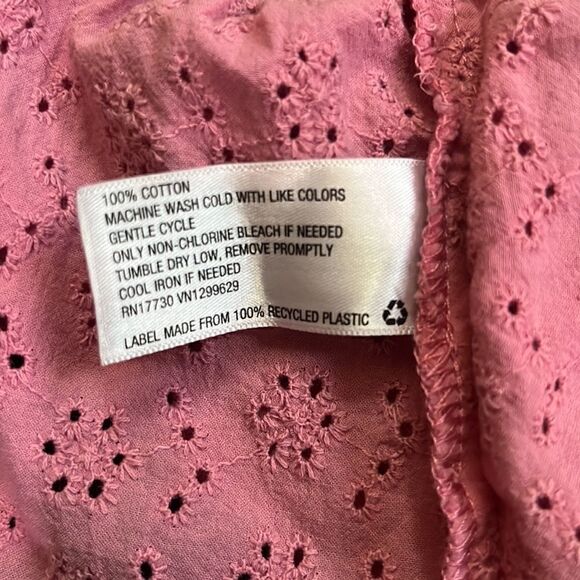 100% COTTON
MACHINE WASH COLD WITH LIKE COLORS
GENTLE CYCLE
ONLY NON-CHLORINE BLEACH IF NEEDED
TUMBLE DRY LOW, REMOVE PROMPTLY
COOL IRON IF NEEDED
RN17730 VN1299629
LABEL MADE FROM 100% RECYCLED PLASTIC